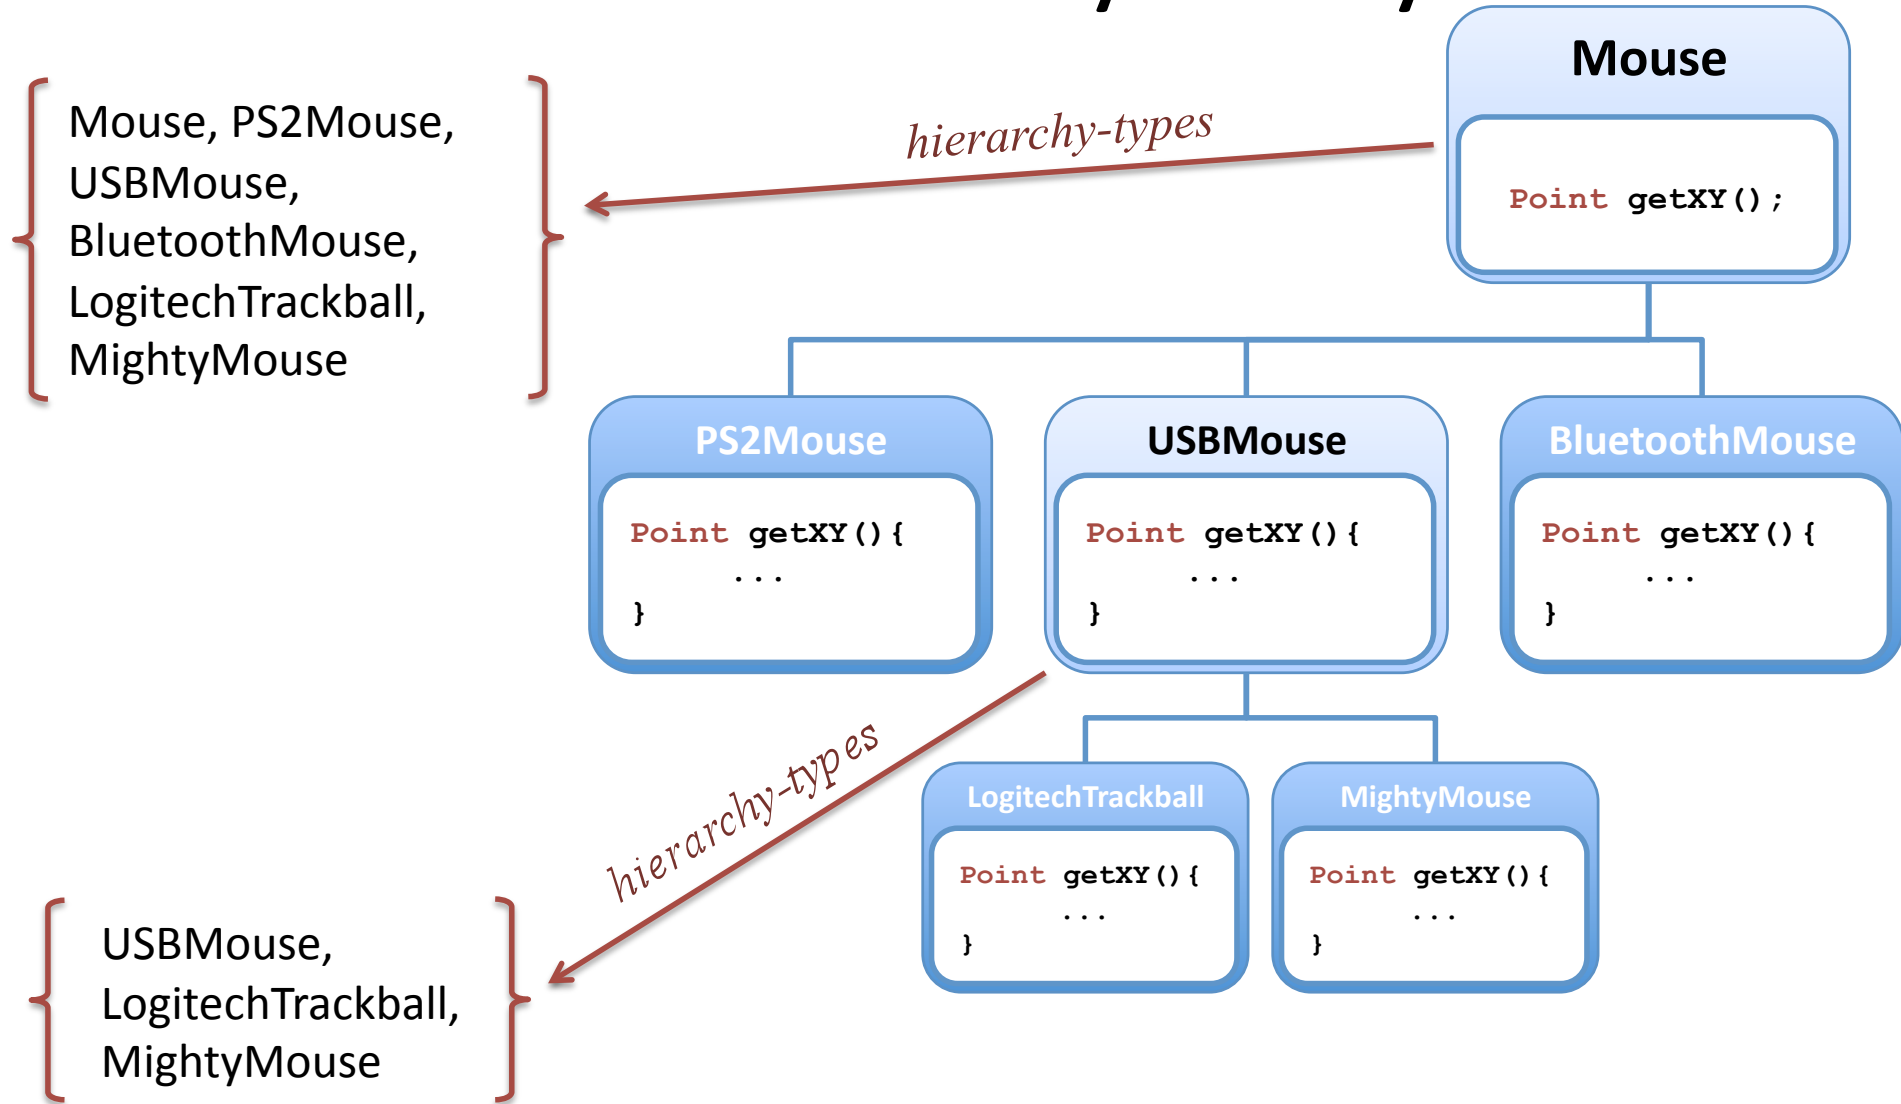 Mouse
Mouse, PS2Mouse,
USBMouse,
BluetoothMouse,
LogitechTrackball,
MightyMouse
hierarchy-types
Point getXY();
PS2Mouse
Point getXY(){
...
}
USBMouse
Point getXY(){
...
}
BluetoothMouse
Point getXY(){
...
}
hierarchy-types
LogitechTrackball
Point getXY(){
...
}
MightyMouse
Point getXY(){
...
}
USBMouse,
LogitechTrackball,
MightyMouse